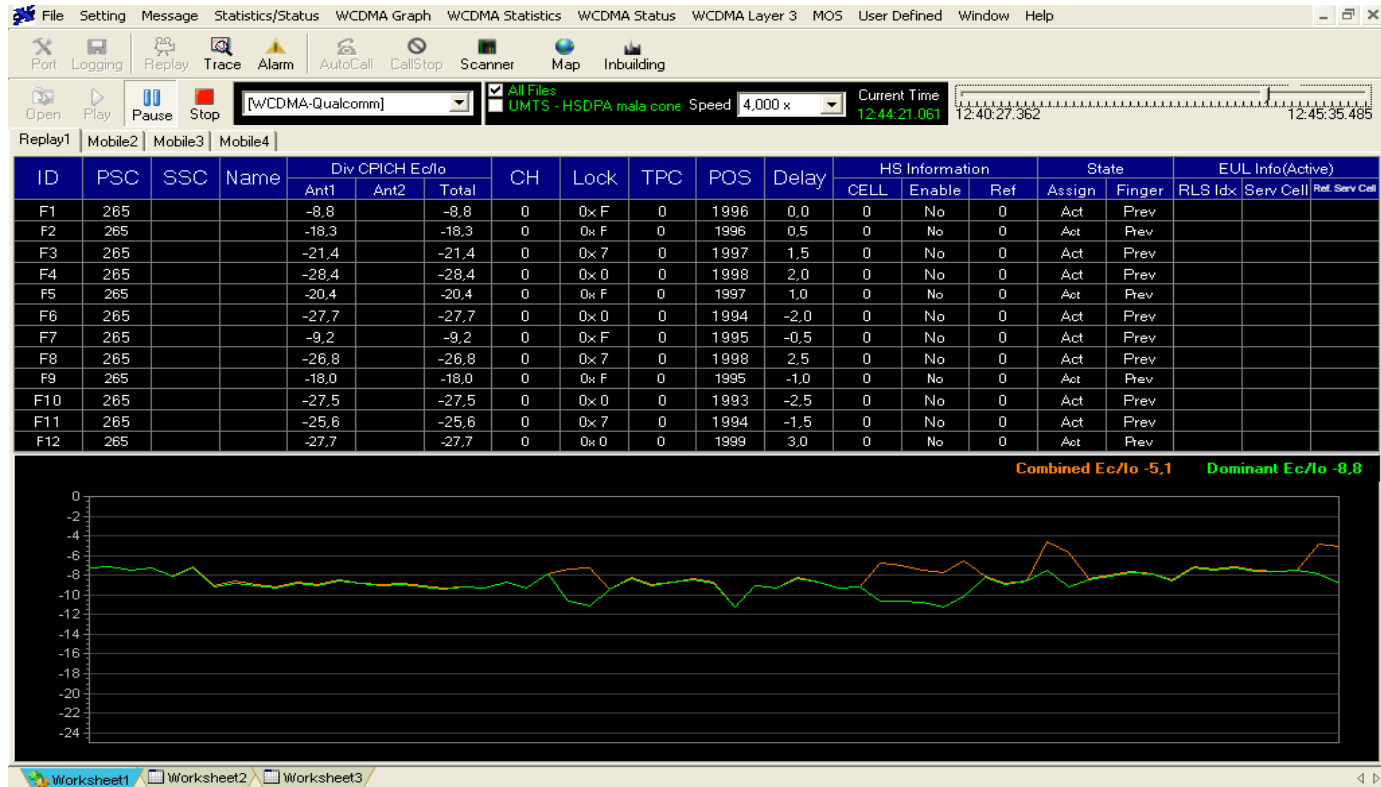 File Setting Message Statistics/Status WCDMA Graph WCDMA Statistics WCDMA Status WCDMA Layer 3 MOS User Defined Window Help
Port Logging Replay Trace Alarm AutoCall CallStop Scanner Map Inbuilding
Open Play Pause Stop [WCDMA-Qualcomm] All Files Speed 4,000 x Current Time
UMTS - HSDPA mala cone 12:44:21.061 12:40:27.362 12:45:35.485
Replay1 Mobile2 Mobile3 Mobile4
ID PSC SSC Name Div CPICH Ec/Io CH Lock TPC POS Delay HS Information State EUL Info(Active)
Ant1 Ant2 Total CELL Enable Ref Assign Finger RLS Idx Serv Cell Ref. Serv Cell
F1 265 -8,8 -8,8 0 0x F 0 1996 0,0 0 No 0 Act Prev
F2 265 -18,3 -18,3 0 0x F 0 1996 0,5 0 No 0 Act Prev
F3 265 -21,4 -21,4 0 0x 7 0 1997 1,5 0 No 0 Act Prev
F4 265 -28,4 -28,4 0 0x 0 0 1998 2,0 0 No 0 Act Prev
F5 265 -20,4 -20,4 0 0x F 0 1997 1,0 0 No 0 Act Prev
F6 265 -27,7 -27,7 0 0x 0 0 1994 -2,0 0 No 0 Act Prev
F7 265 -9,2 -9,2 0 0x F 0 1995 -0,5 0 No 0 Act Prev
F8 265 -26,8 -26,8 0 0x 7 0 1998 2,5 0 No 0 Act Prev
F9 265 -18,0 -18,0 0 0x F 0 1995 -1,0 0 No 0 Act Prev
F10 265 -27,5 -27,5 0 0x 0 0 1993 -2,5 0 No 0 Act Prev
F11 265 -25,6 -25,6 0 0x 7 0 1994 -1,5 0 No 0 Act Prev
F12 265 -27,7 -27,7 0 0x 0 0 1999 3,0 0 No 0 Act Prev
Combined Ec/Io -5,1 Dominant Ec/Io -8,8
0
-2
-4
-6
-8
-10
-12
-14
-16
-18
-20
-22
-24
Worksheet1 Worksheet2 Worksheet3